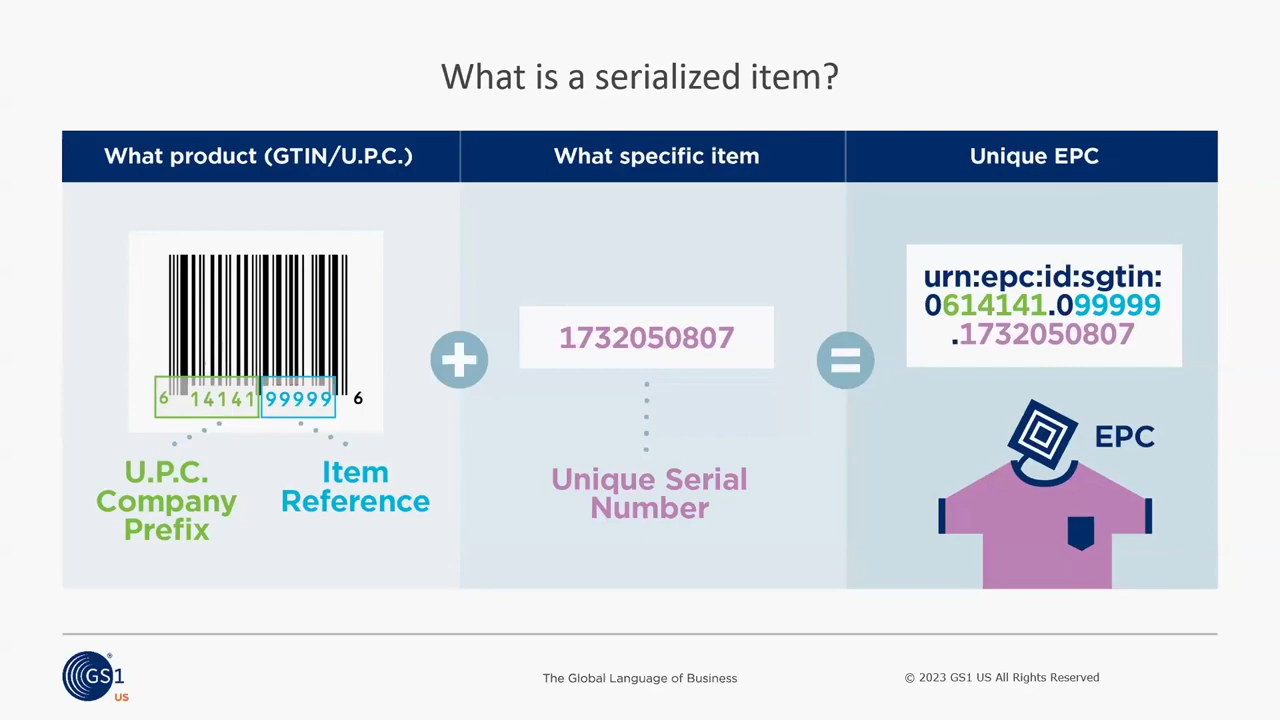 What is a serialized item?
What product (GTIN/U.P.C.)
What specific item
Unique EPC
6 14141 99999 6
U.P.C.
Company
Prefix
Item
Reference
1732050807
Unique Serial
Number
urn:epc:id:sgtin:
0614141.099999
.1732050807
EPC
GS1
US
The Global Language of Business
© 2023 GS1 US All Rights Reserved